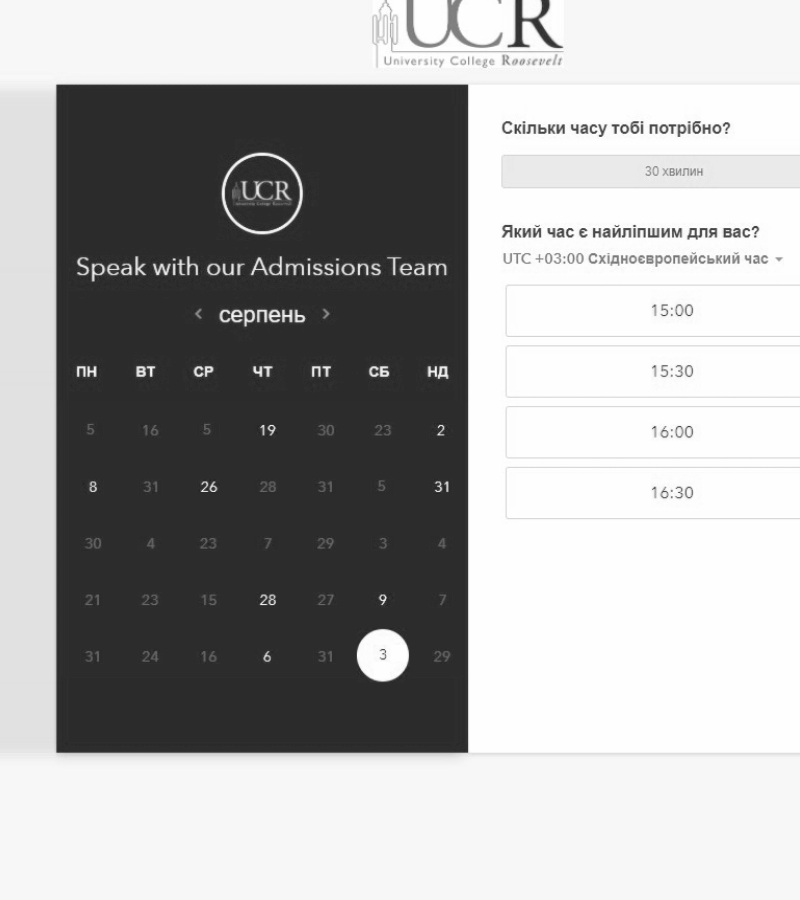 UCR
University College Roosevelt
UCR
Speak with our Admissions Team
‹ серпень ›
ПН ВТ СР ЧТ ПТ СБ НД
5 16 5 19 30 23 2
8 31 26 28 31 5 31
30 4 23 7 29 3 4
21 23 15 28 27 9 7
31 24 16 6 31 3 29
Скільки часу тобі потрібно?
30 хвилин
Який час є найліпшим для вас?
UTC +03:00 Східноєвропейський час
15:00
15:30
16:00
16:30